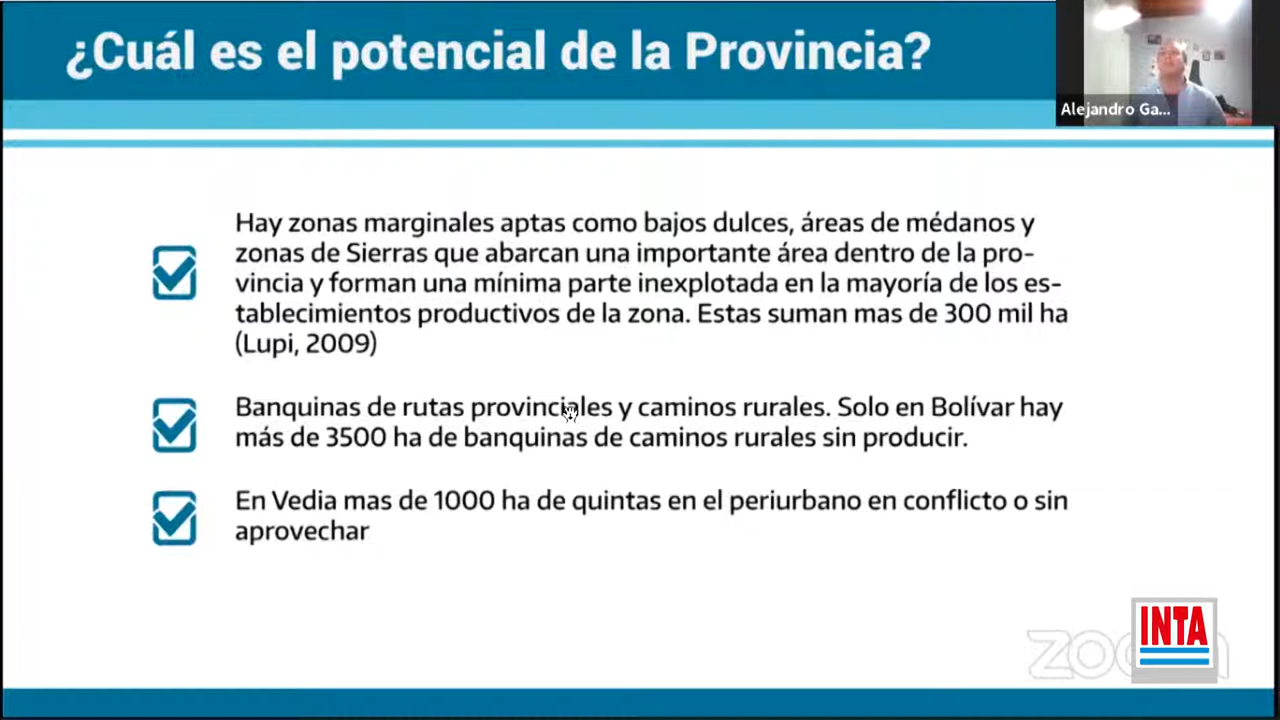 ¿Cuál es el potencial de la Provincia?
Alejandro Ga...
Hay zonas marginales aptas como bajos dulces, áreas de médanos y
zonas de Sierras que abarcan una importante área dentro de la pro-
vincia y forman una mínima parte inexplotada en la mayoría de los es-
tablecimientos productivos de la zona. Estas suman mas de 300 mil ha
(Lupi, 2009)
Banquinas de rutas provinciales y caminos rurales. Solo en Bolívar hay
más de 3500 ha de banquinas de caminos rurales sin producir.
En Vedia mas de 1000 ha de quintas en el periurbano en conflicto o sin
aprovechar
INTA
zoom